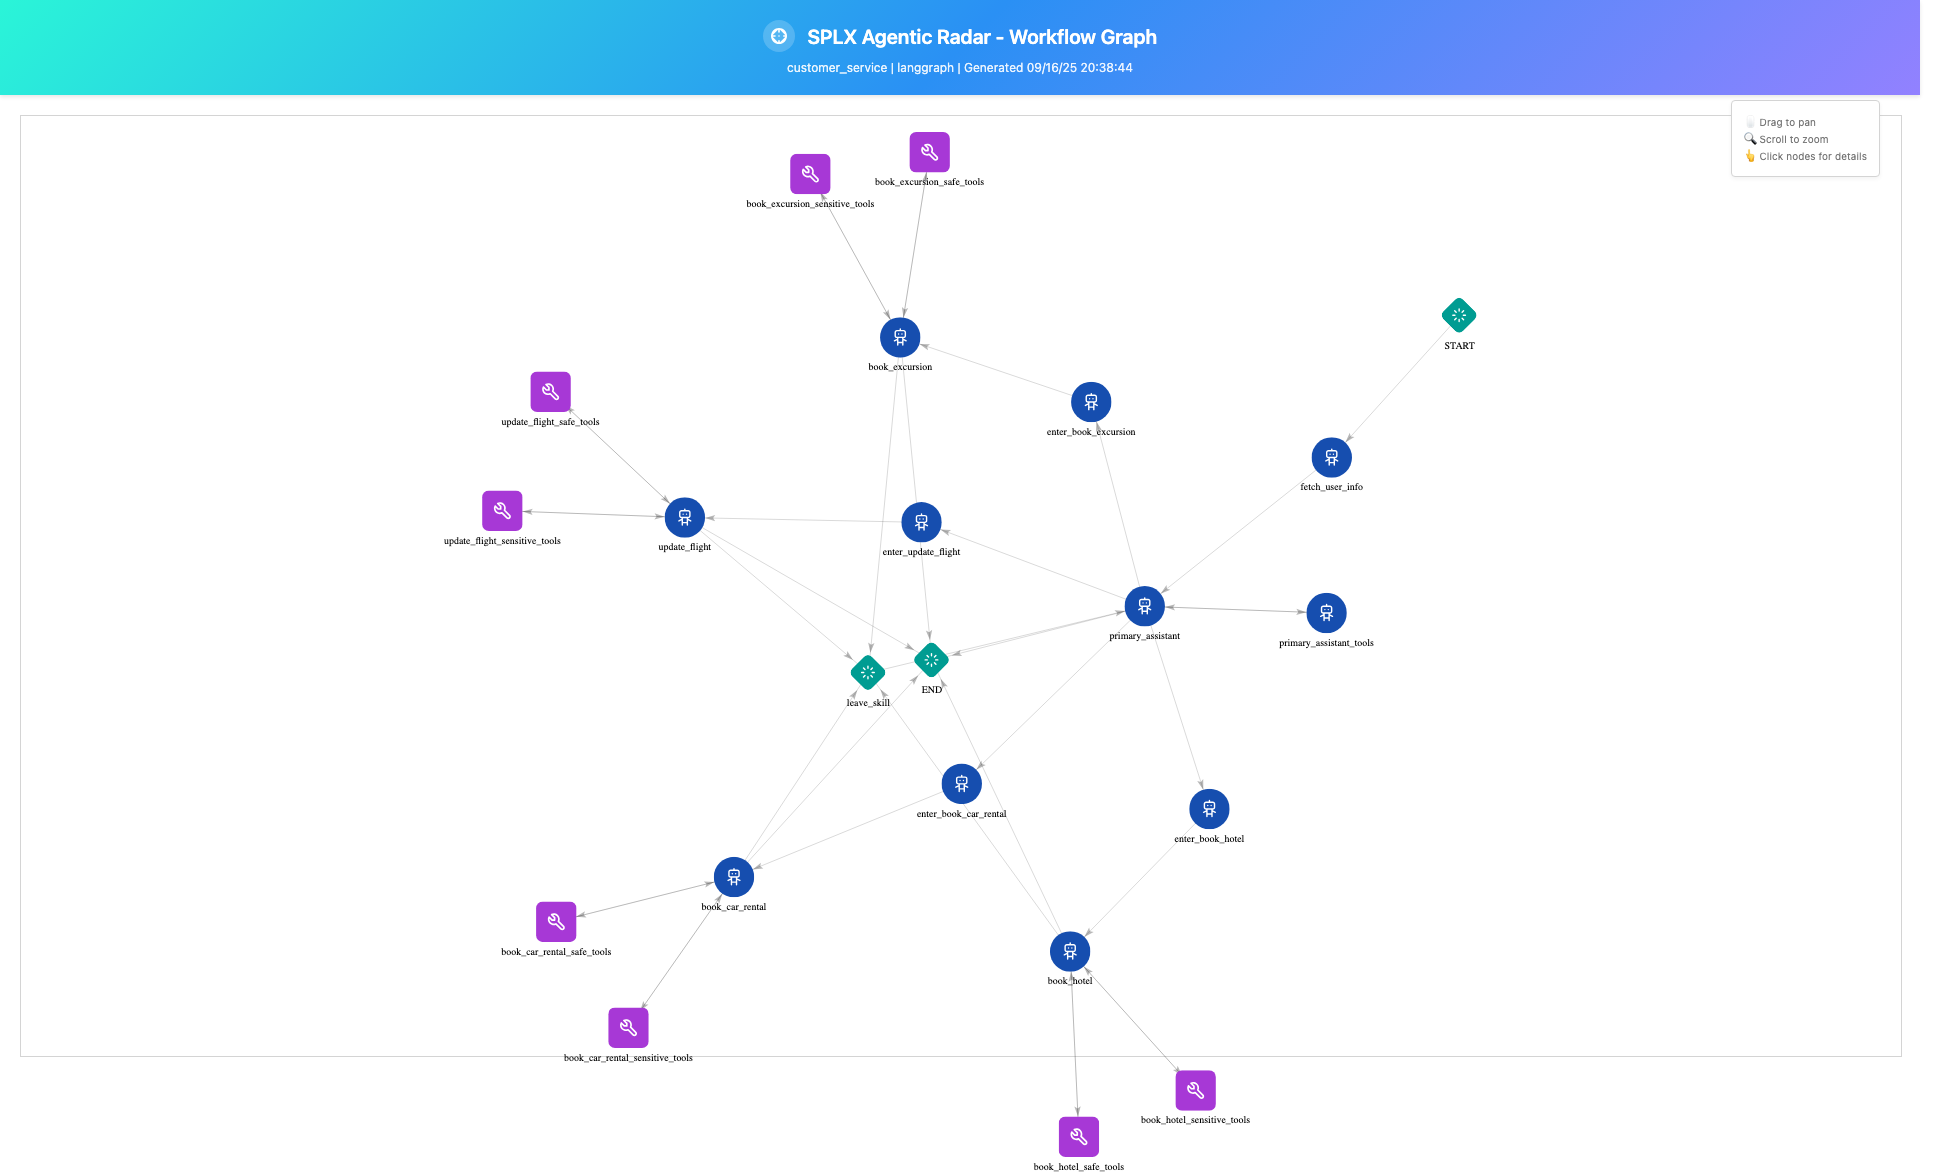 SPLX Agentic Radar - Workflow Graph
customer_service | langgraph | Generated 09/16/25 20:38:44
Drag to pan
Scroll to zoom
Click nodes for details
book_excursion_safe_tools
book_excursion_sensitive_tools
START
book_excursion
update_flight_safe_tools
enter_book_excursion
fetch_user_info
update_flight_sensitive_tools
update_flight
enter_update_flight
primary_assistant
primary_assistant_tools
END
leave_skill
enter_book_car_rental
enter_book_hotel
book_car_rental
book_car_rental_safe_tools
book_hotel
book_car_rental_sensitive_tools
book_hotel_sensitive_tools
book_hotel_safe_tools